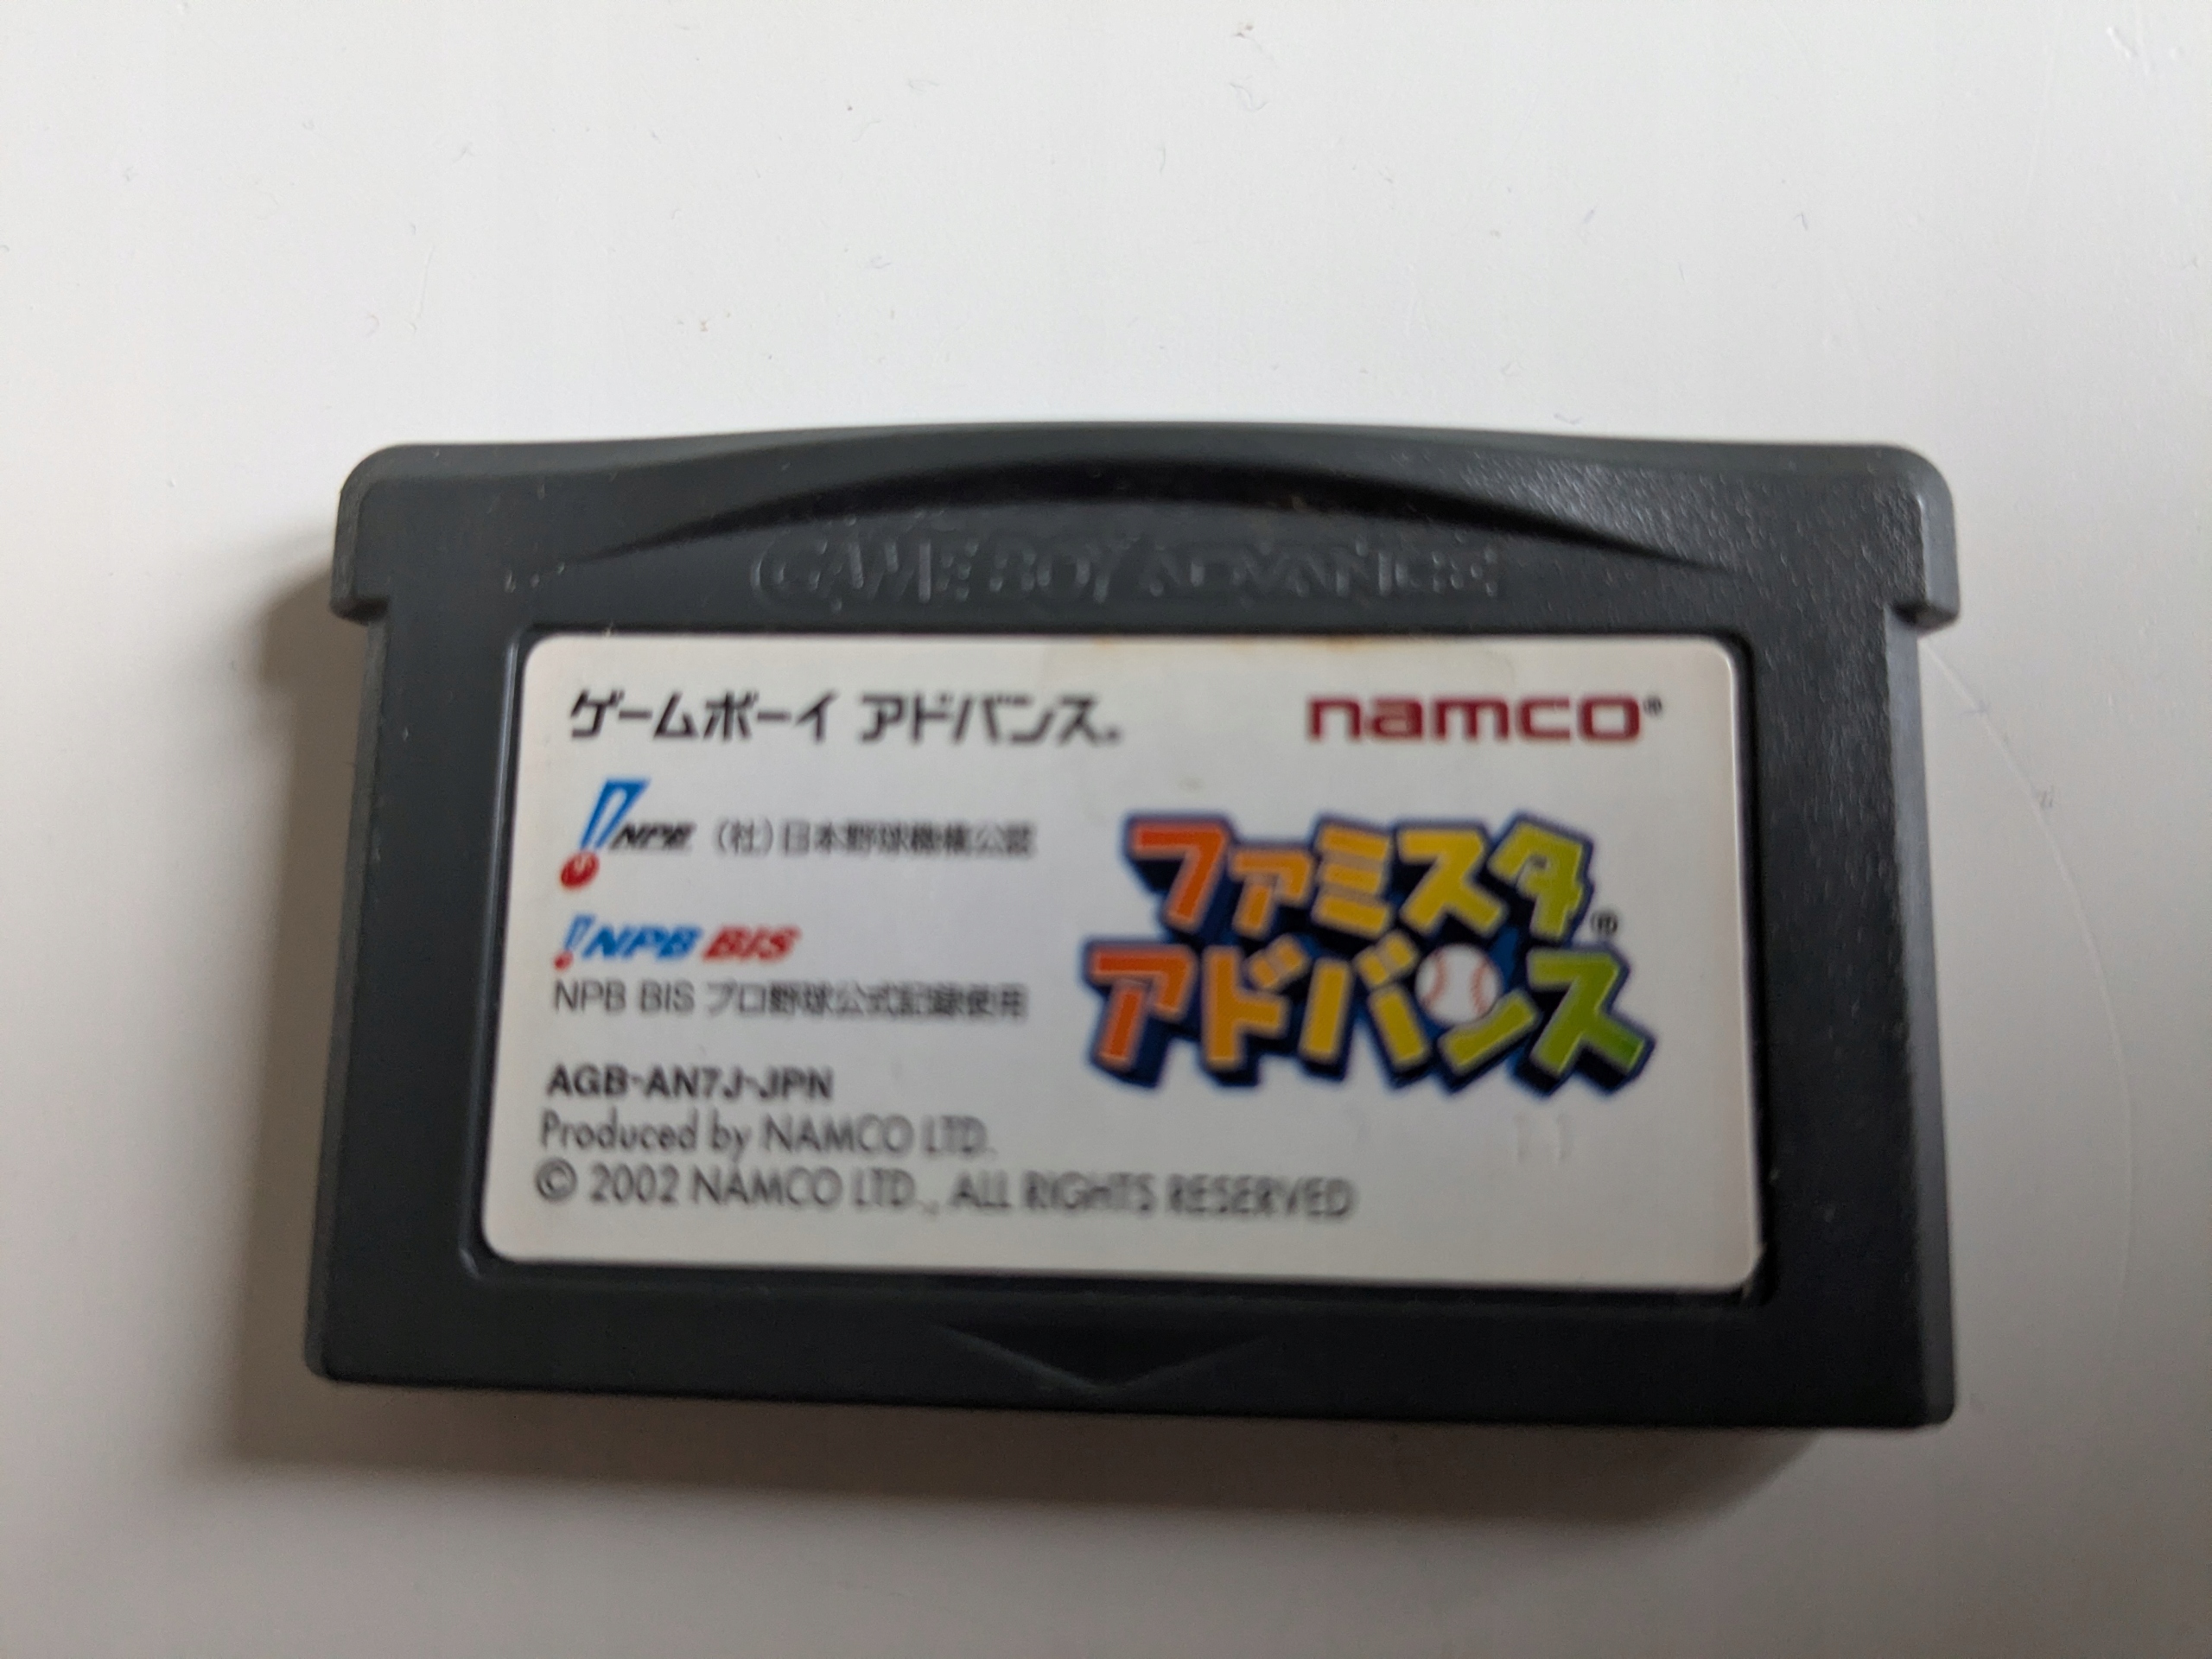 GAME BOY ADVANCE
ゲームボーイ アドバンス®
namco®
NPB (社)日本野球機構公認
NPB BIS
NPB BIS プロ野球公式記録使用
ファミスタ®
アドバンス
AGB-AN7J-JPN
Produced by NAMCO LTD.
© 2002 NAMCO LTD., ALL RIGHTS RESERVED
11